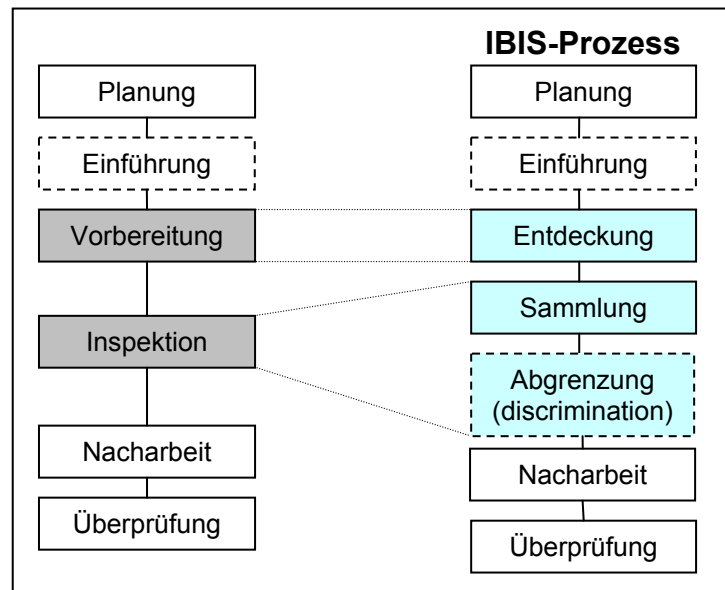 IBIS-Prozess
Planung
Einführung
Vorbereitung
Inspektion
Nacharbeit
Überprüfung
Planung
Einführung
Entdeckung
Sammlung
Abgrenzung
(discrimination)
Nacharbeit
Überprüfung